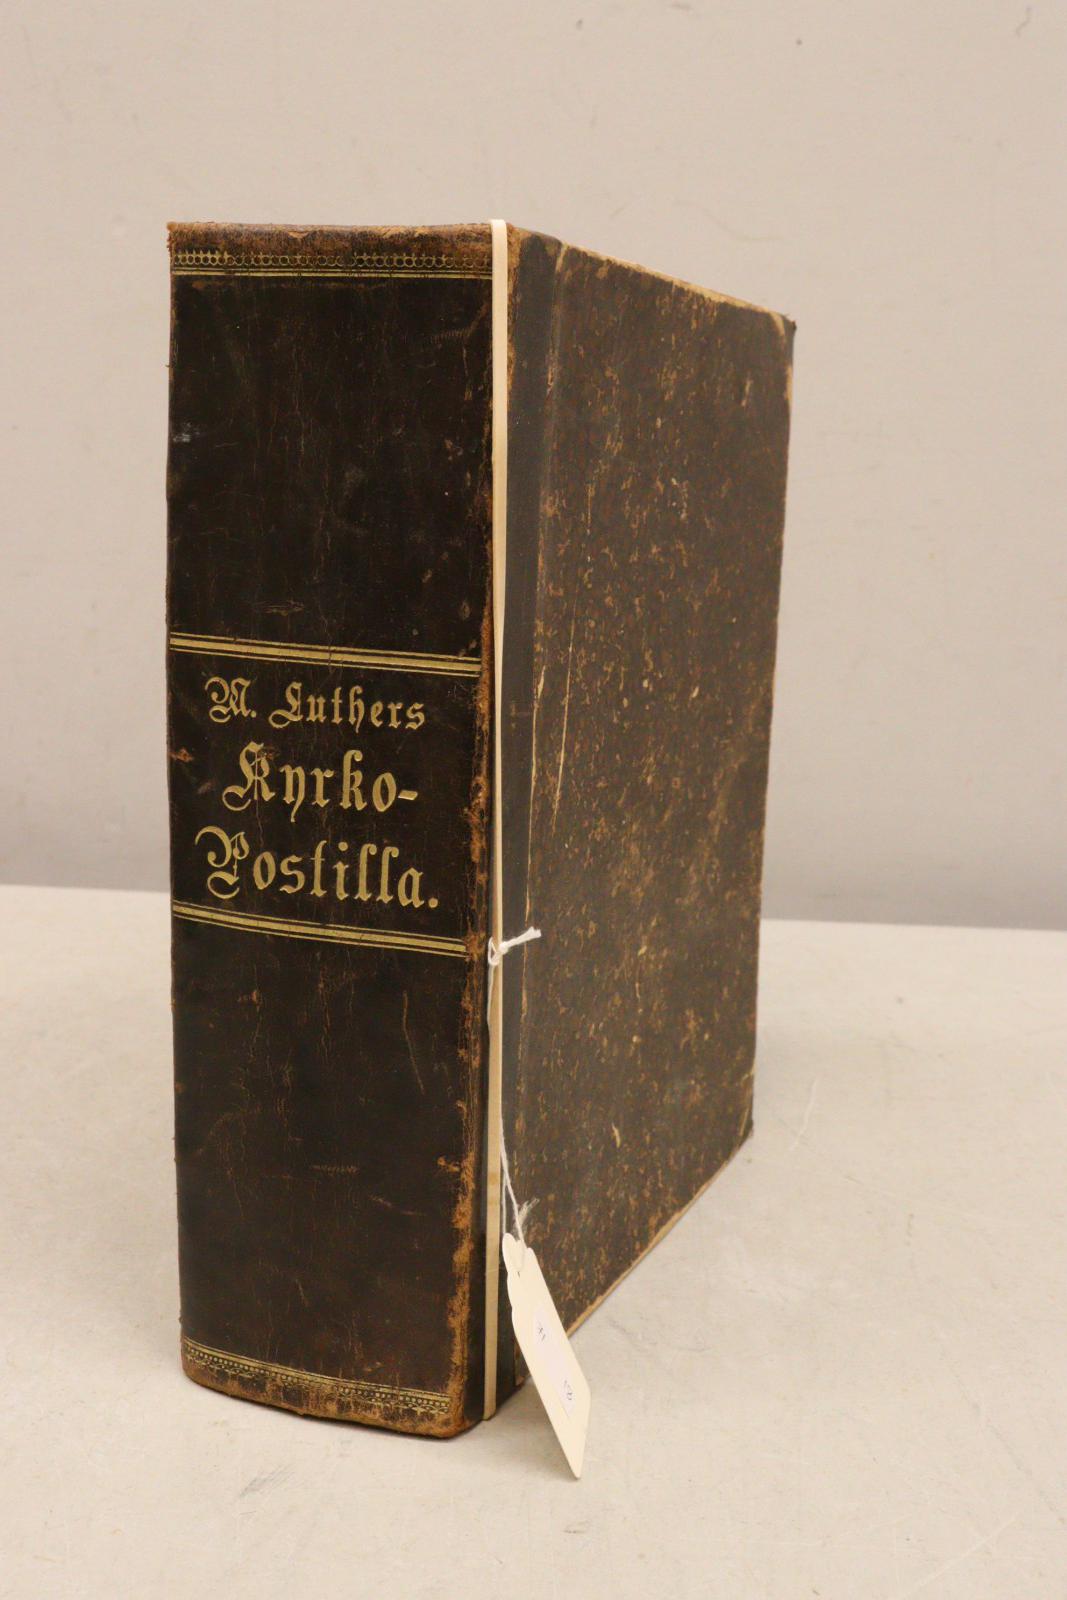 M. Luthers
Kyrko-
Postilla.